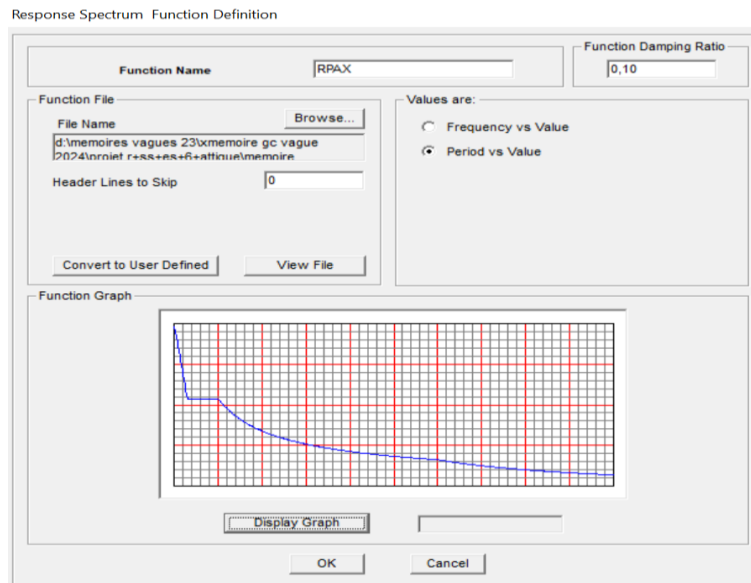 Response Spectrum Function Definition
Function Name
RPAX
Function Damping Ratio
0,10
Function File
File Name
Browse...
d:\memoires vagues 23\xmemoire gc vague
2024\projet r+ss+es+6+attique\memoire
Header Lines to Skip
0
Convert to User Defined
View File
Values are:
Frequency vs Value
Period vs Value
Function Graph
Display Graph
OK
Cancel